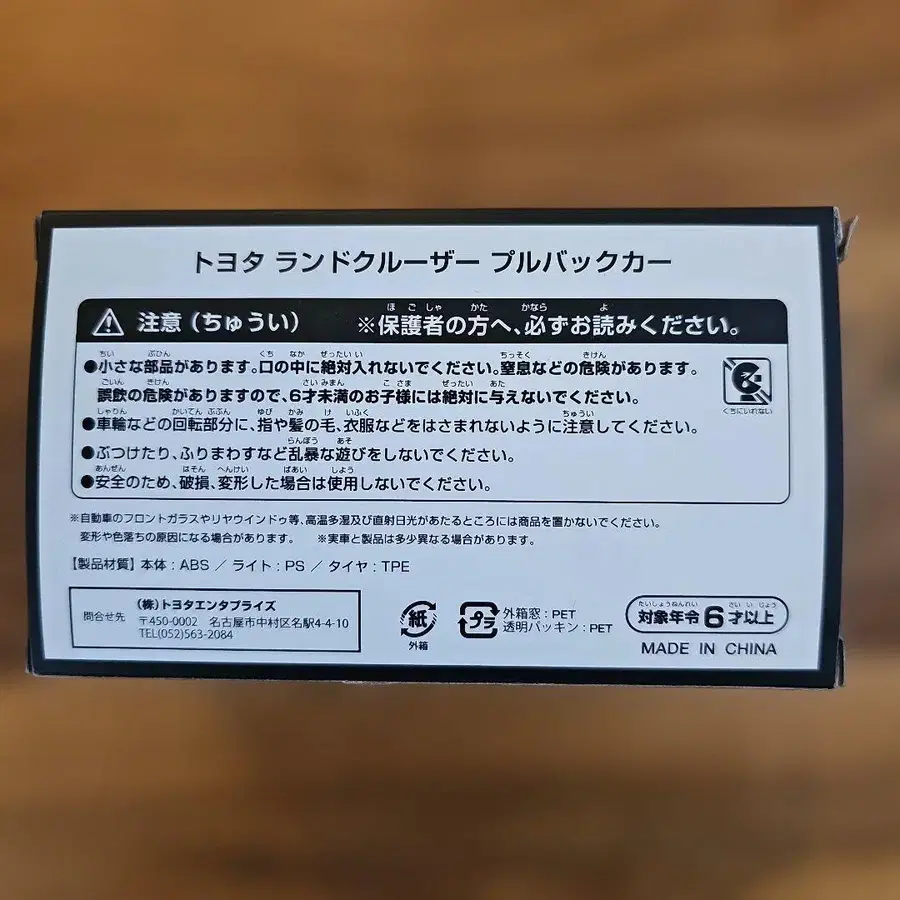 トヨタ ランドクルーザー プルバックカー
注意（ちゅうい） ※保護者の方へ、必ずお読みください。
●小さな部品があります。口の中に絶対入れないでください。窒息などの危険があります。
誤飲の危険がありますので、6才未満のお子様には絶対に与えないでください。
●車輪などの回転部分に、指や髪の毛、衣服などをはさまれないように注意してください。
●ぶつけたり、ふりまわすなど乱暴な遊びをしないでください。
●安全のため、破損、変形した場合は使用しないでください。
くちにいれない
※自動車のフロントガラスやリヤウインドゥ等、高温多湿及び直射日光があたるところには商品を置かないでください。
変形や色落ちの原因になる場合があります。 ※実車と製品は多少異なる場合があります。
【製品材質】本体：ABS ／ ライト：PS ／ タイヤ：TPE
問合せ先
（株）トヨタエンタプライズ
〒450-0002 名古屋市中村区名駅4-4-10
TEL(052)563-2084
紙
外箱
プラ
外箱窓：PET
透明パッキン：PET
対象年令6才以上
MADE IN CHINA